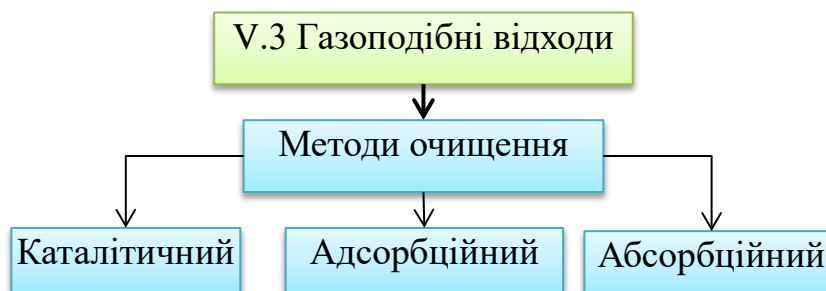 V.3 Газоподібні відходи
Методи очищення
Каталітичний
Адсорбційний
Абсорбційний